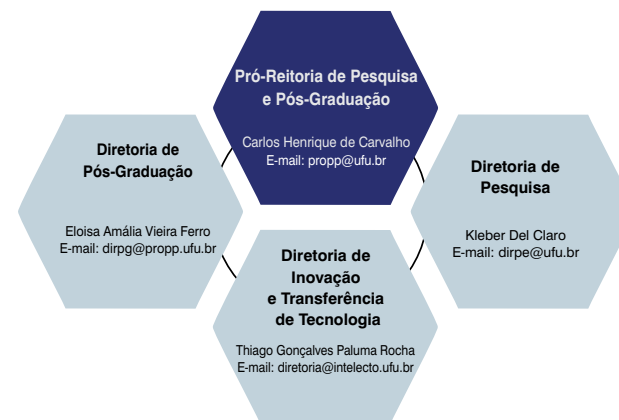 Pró-Reitoria de Pesquisa
e Pós-Graduação
Carlos Henrique de Carvalho
E-mail: propp@ufu.br
Diretoria de
Pós-Graduação
Eloisa Amália Vieira Ferro
E-mail: dirpg@propp.ufu.br
Diretoria de
Pesquisa
Kleber Del Claro
E-mail: dirpe@ufu.br
Diretoria de
Inovação
e Transferência
de Tecnologia
Thiago Gonçalves Paluma Rocha
E-mail: diretoria@intelecto.ufu.br